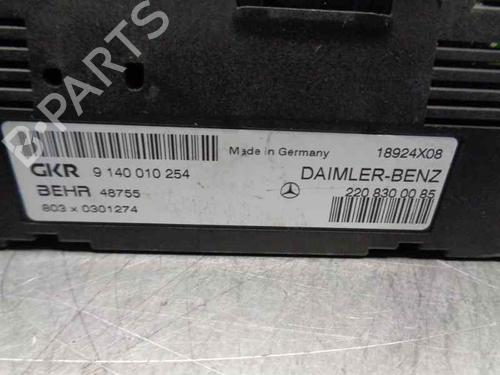 B-PARTS
Made in Germany 18924X08
GKR 9 140 010 254 DAIMLER-BENZ
BEHR 48755 220 830 00 85
803 x 0301274